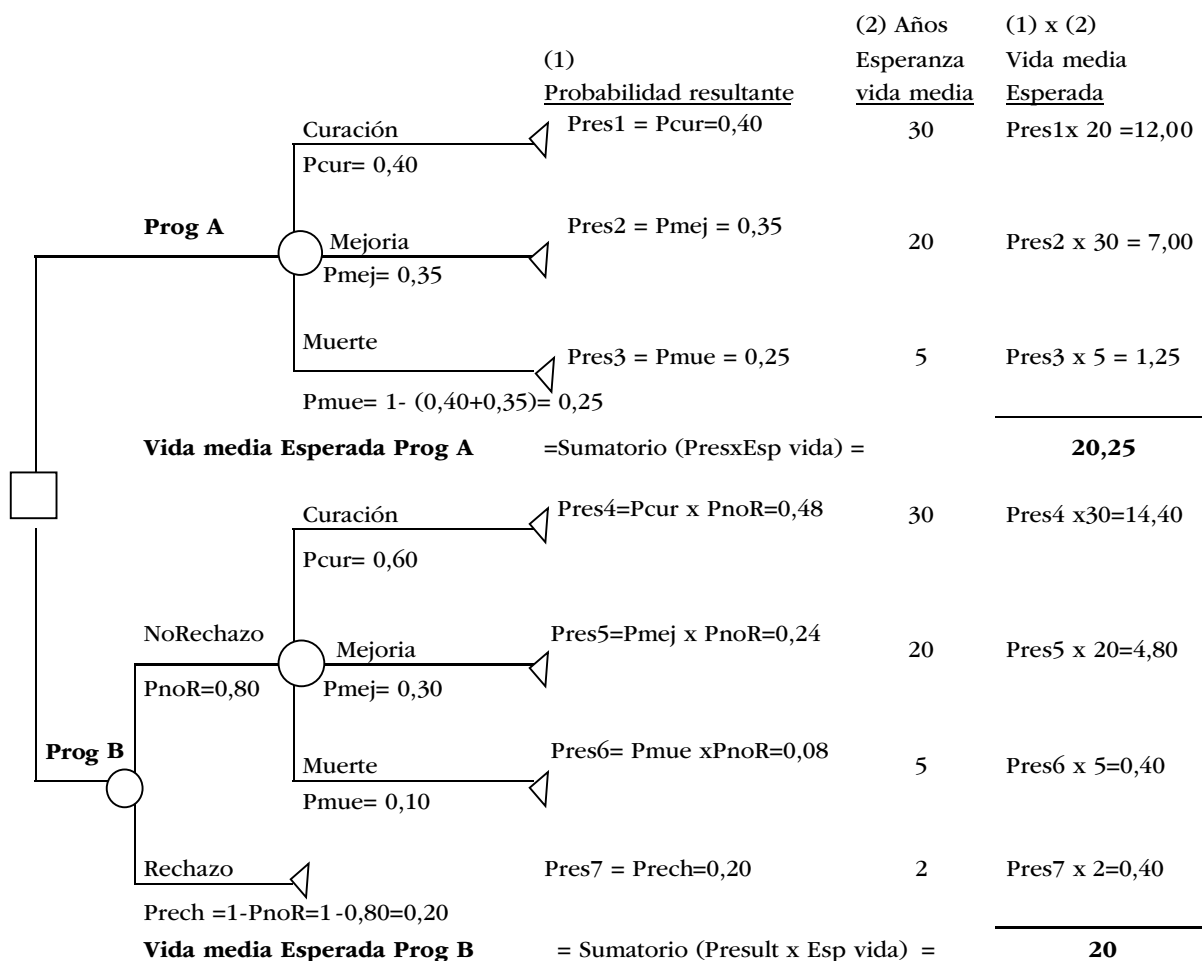 (2) Años (1) x (2)
(1) Esperanza Vida media
Probabilidad resultante vida media Esperada
Curación Pres1 = Pcur=0,40 30 Pres1x 20 =12,00
Pcur= 0,40
Prog A Mejoria Pres2 = Pmej = 0,35 20 Pres2 x 30 = 7,00
Pmej= 0,35
Muerte Pres3 = Pmue = 0,25 5 Pres3 x 5 = 1,25
Pmue= 1- (0,40+0,35)= 0,25
Vida media Esperada Prog A =Sumatorio (PresxEsp vida) = 20,25
Curación Pres4=Pcur x PnoR=0,48 30 Pres4 x30=14,40
Pcur= 0,60
NoRechazo Mejoria Pres5=Pmej x PnoR=0,24 20 Pres5 x 20=4,80
PnoR=0,80 Pmej= 0,30
Prog B Muerte Pres6= Pmue xPnoR=0,08 5 Pres6 x 5=0,40
Pmue= 0,10
Rechazo Pres7 = Prech=0,20 2 Pres7 x 2=0,40
Prech =1-PnoR=1-0,80=0,20
Vida media Esperada Prog B = Sumatorio (Presult x Esp vida) = 20